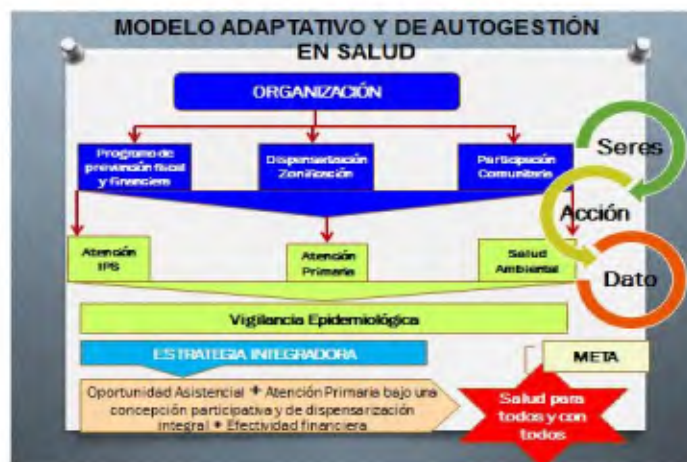 MODELO ADAPTATIVO Y DE AUTOGESTIÓN
EN SALUD
ORGANIZACIÓN
Programa de
prevención fiscal
y financiera
Dispensarización
Zonificación
Participación
Comunitaria
Seres
Acción
Dato
Atención
IPS
Atención
Primaria
Salud
Ambiental
Vigilancia Epidemiológica
ESTRATEGIA INTEGRADORA
META
Oportunidad Asistencial + Atención Primaria bajo una
concepción participativa y de dispensarización
integral + Efectividad financiera
Salud para
todos y con
todos